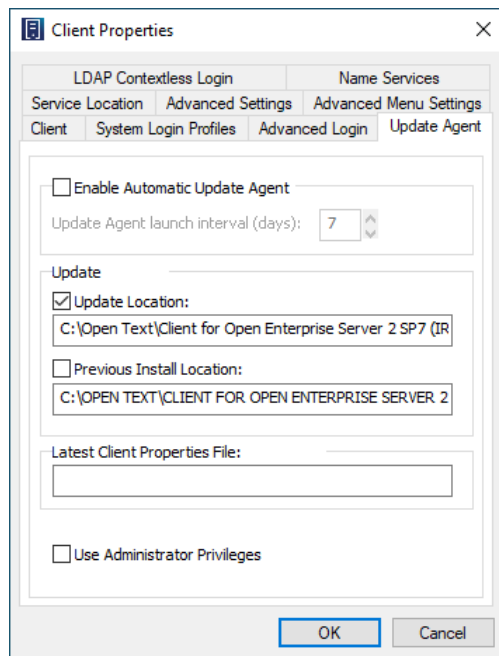 Client Properties
LDAP Contextless Login Name Services
Service Location Advanced Settings Advanced Menu Settings
Client System Login Profiles Advanced Login Update Agent
Enable Automatic Update Agent
Update Agent launch interval (days): 7
Update
Update Location:
C:\Open Text\Client for Open Enterprise Server 2 SP7 (IR
Previous Install Location:
C:\OPEN TEXT\CLIENT FOR OPEN ENTERPRISE SERVER 2
Latest Client Properties File:
Use Administrator Privileges
OK Cancel